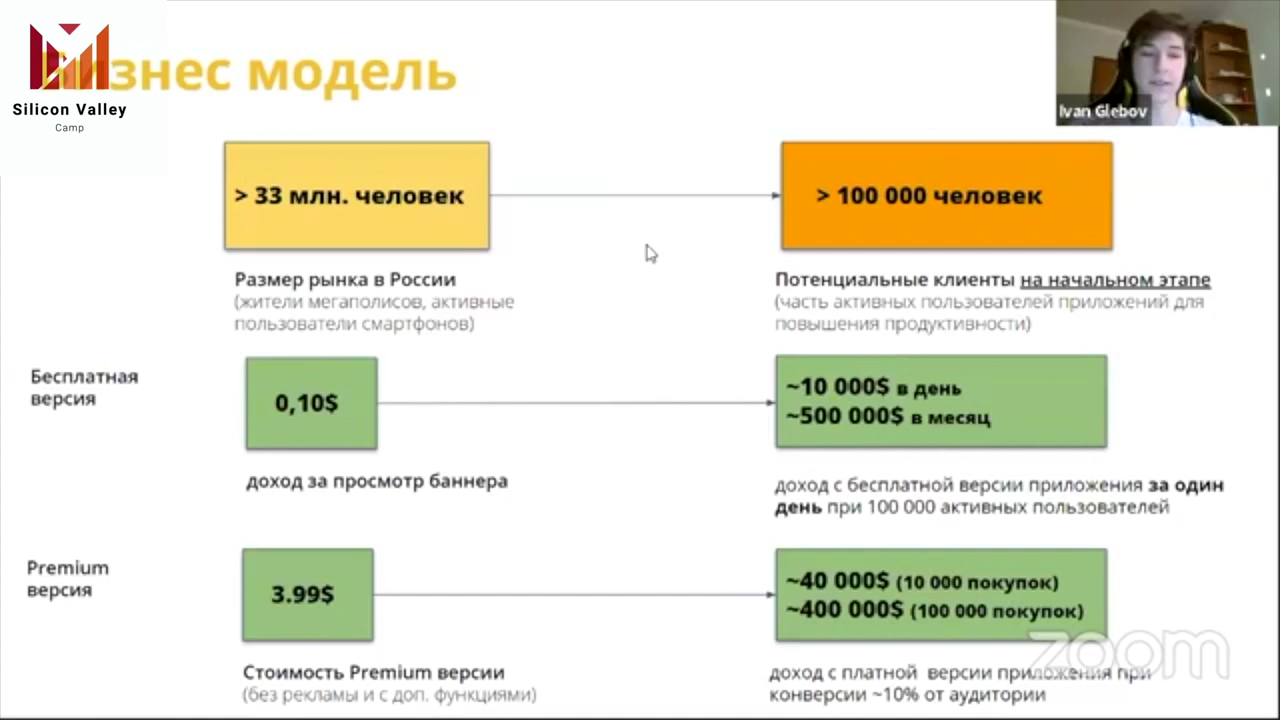 Бизнес модель
Silicon Valley
Camp
Ivan Glebov
> 33 млн. человек
> 100 000 человек
Размер рынка в России
(жители мегаполисов, активные
пользователи смартфонов)
Потенциальные клиенты на начальном этапе
(часть активных пользователей приложений для
повышения продуктивности)
Бесплатная
версия
0,10$
~10 000$ в день
~500 000$ в месяц
доход за просмотр баннера
доход с бесплатной версии приложения за один
день при 100 000 активных пользователей
Premium
версия
3.99$
~40 000$ (10 000 покупок)
~400 000$ (100 000 покупок)
Стоимость Premium версии
(без рекламы и с доп. функциями)
доход с платной версии приложения при
конверсии ~10% от аудитории
zoom